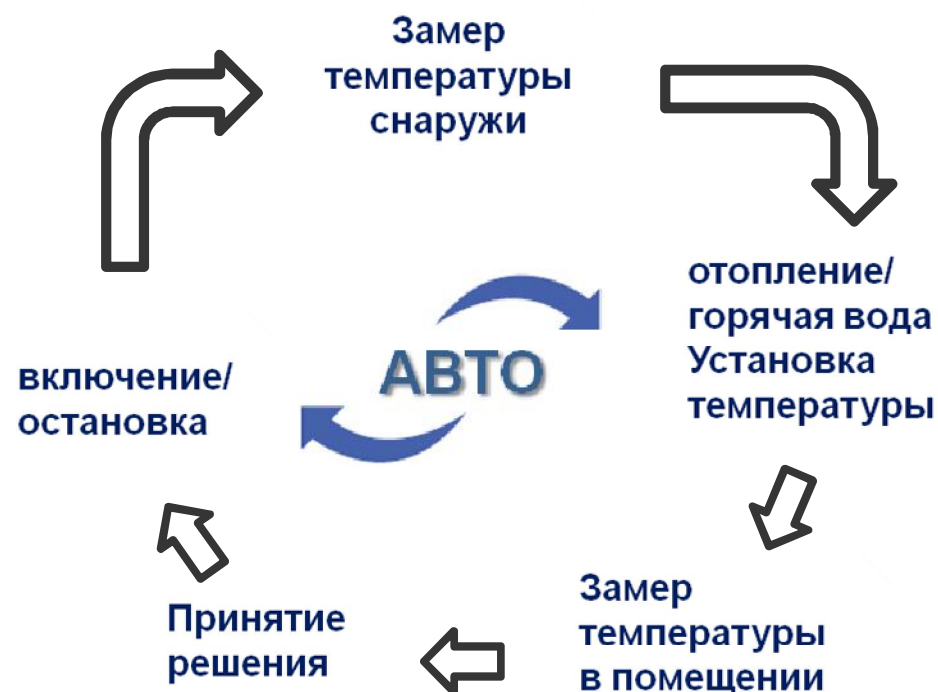 Замер
температуры
снаружи
отопление/
горячая вода
Установка
температуры
Замер
температуры
в помещении
Принятие
решения
включение/
остановка
АВТО